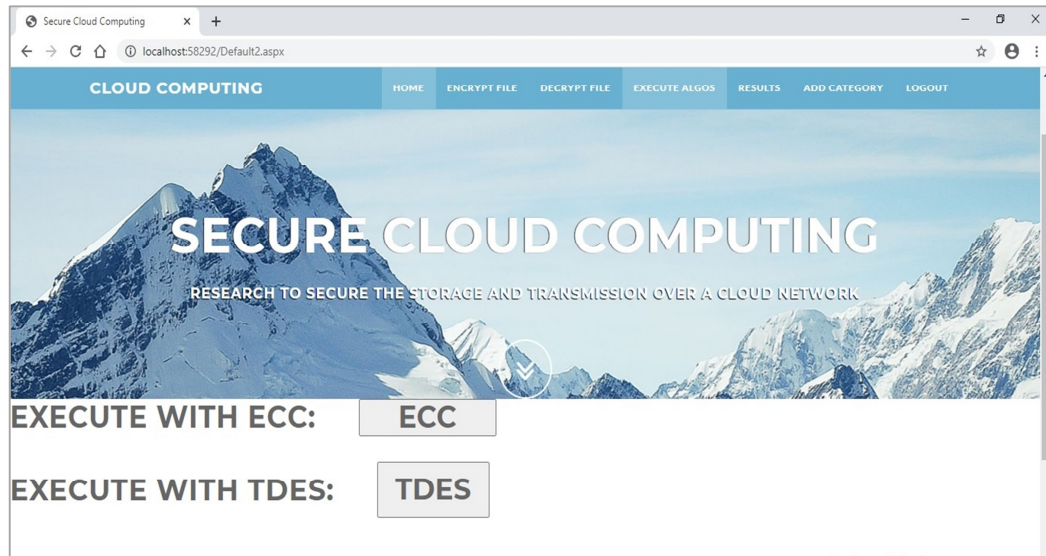 Secure Cloud Computing
localhost:58292/Default2.aspx
CLOUD COMPUTING HOME ENCRYPT FILE DECRYPT FILE EXECUTE ALGOS RESULTS ADD CATEGORY LOGOUT
SECURE CLOUD COMPUTING
RESEARCH TO SECURE THE STORAGE AND TRANSMISSION OVER A CLOUD NETWORK
EXECUTE WITH ECC: ECC
EXECUTE WITH TDES: TDES